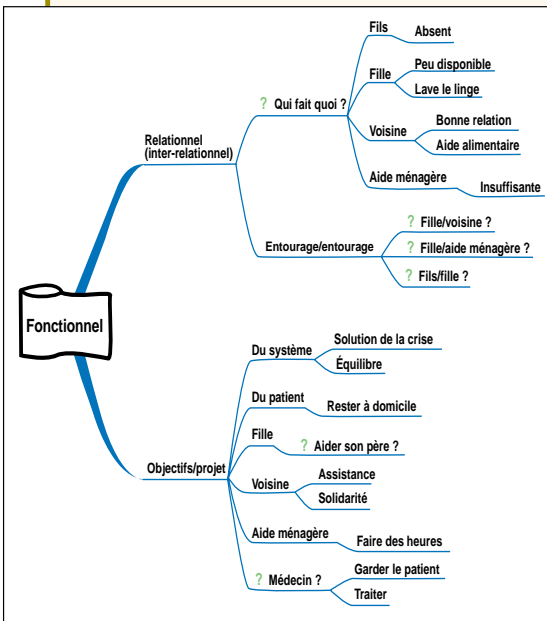 Fonctionnel
Relationnel
(inter-relationnel)
? Qui fait quoi ?
Fils
Absent
Fille
Peu disponible
Lave le linge
Voisine
Bonne relation
Aide alimentaire
Aide ménagère
Insuffisante
Entourage/entourage
? Fille/voisine ?
? Fille/aide ménagère ?
? Fils/fille ?
Objectifs/projet
Du système
Solution de la crise
Équilibre
Du patient
Rester à domicile
Fille
? Aider son père ?
Voisine
Assistance
Solidarité
Aide ménagère
Faire des heures
? Médecin ?
Garder le patient
Traiter